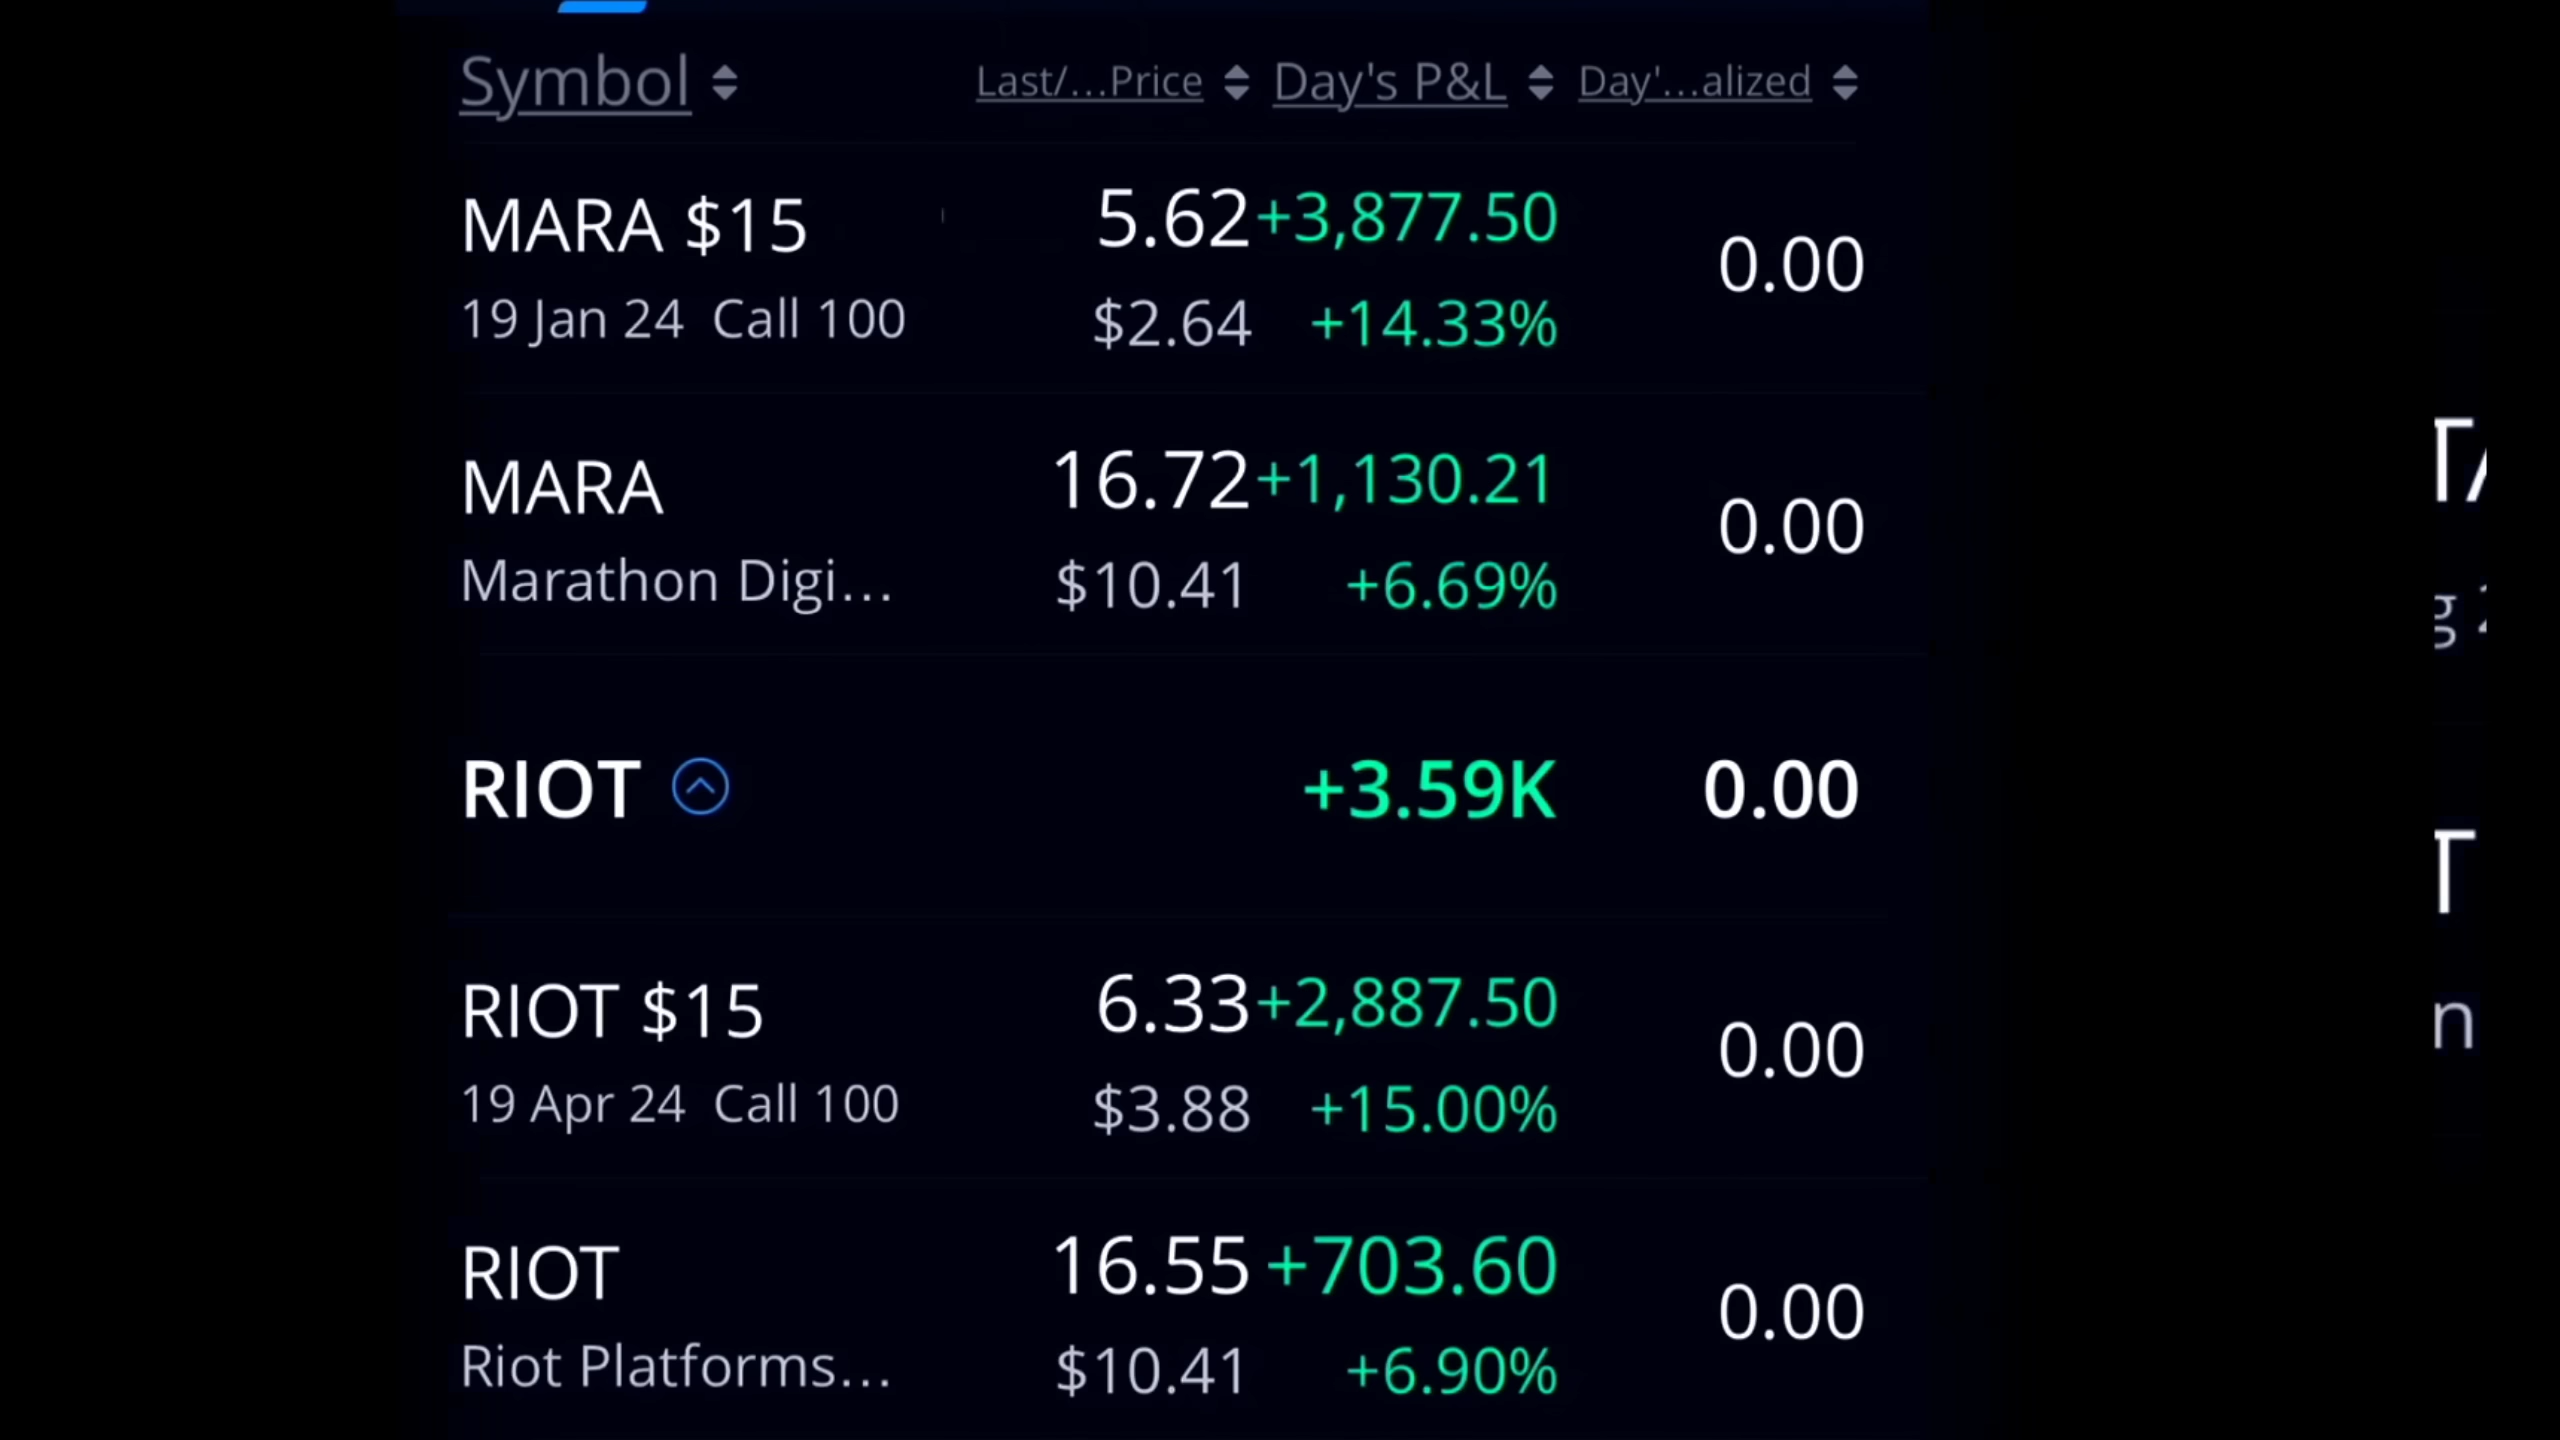 Symbol Last/...Price Day's P&L Day'...alized
MARA $15 5.62 +3,877.50 0.00
19 Jan 24 Call 100 $2.64 +14.33%
MARA 16.72 +1,130.21 0.00
Marathon Digi... $10.41 +6.69%
RIOT +3.59K 0.00
RIOT $15 6.33 +2,887.50 0.00
19 Apr 24 Call 100 $3.88 +15.00%
RIOT 16.55 +703.60 0.00
Riot Platforms... $10.41 +6.90%